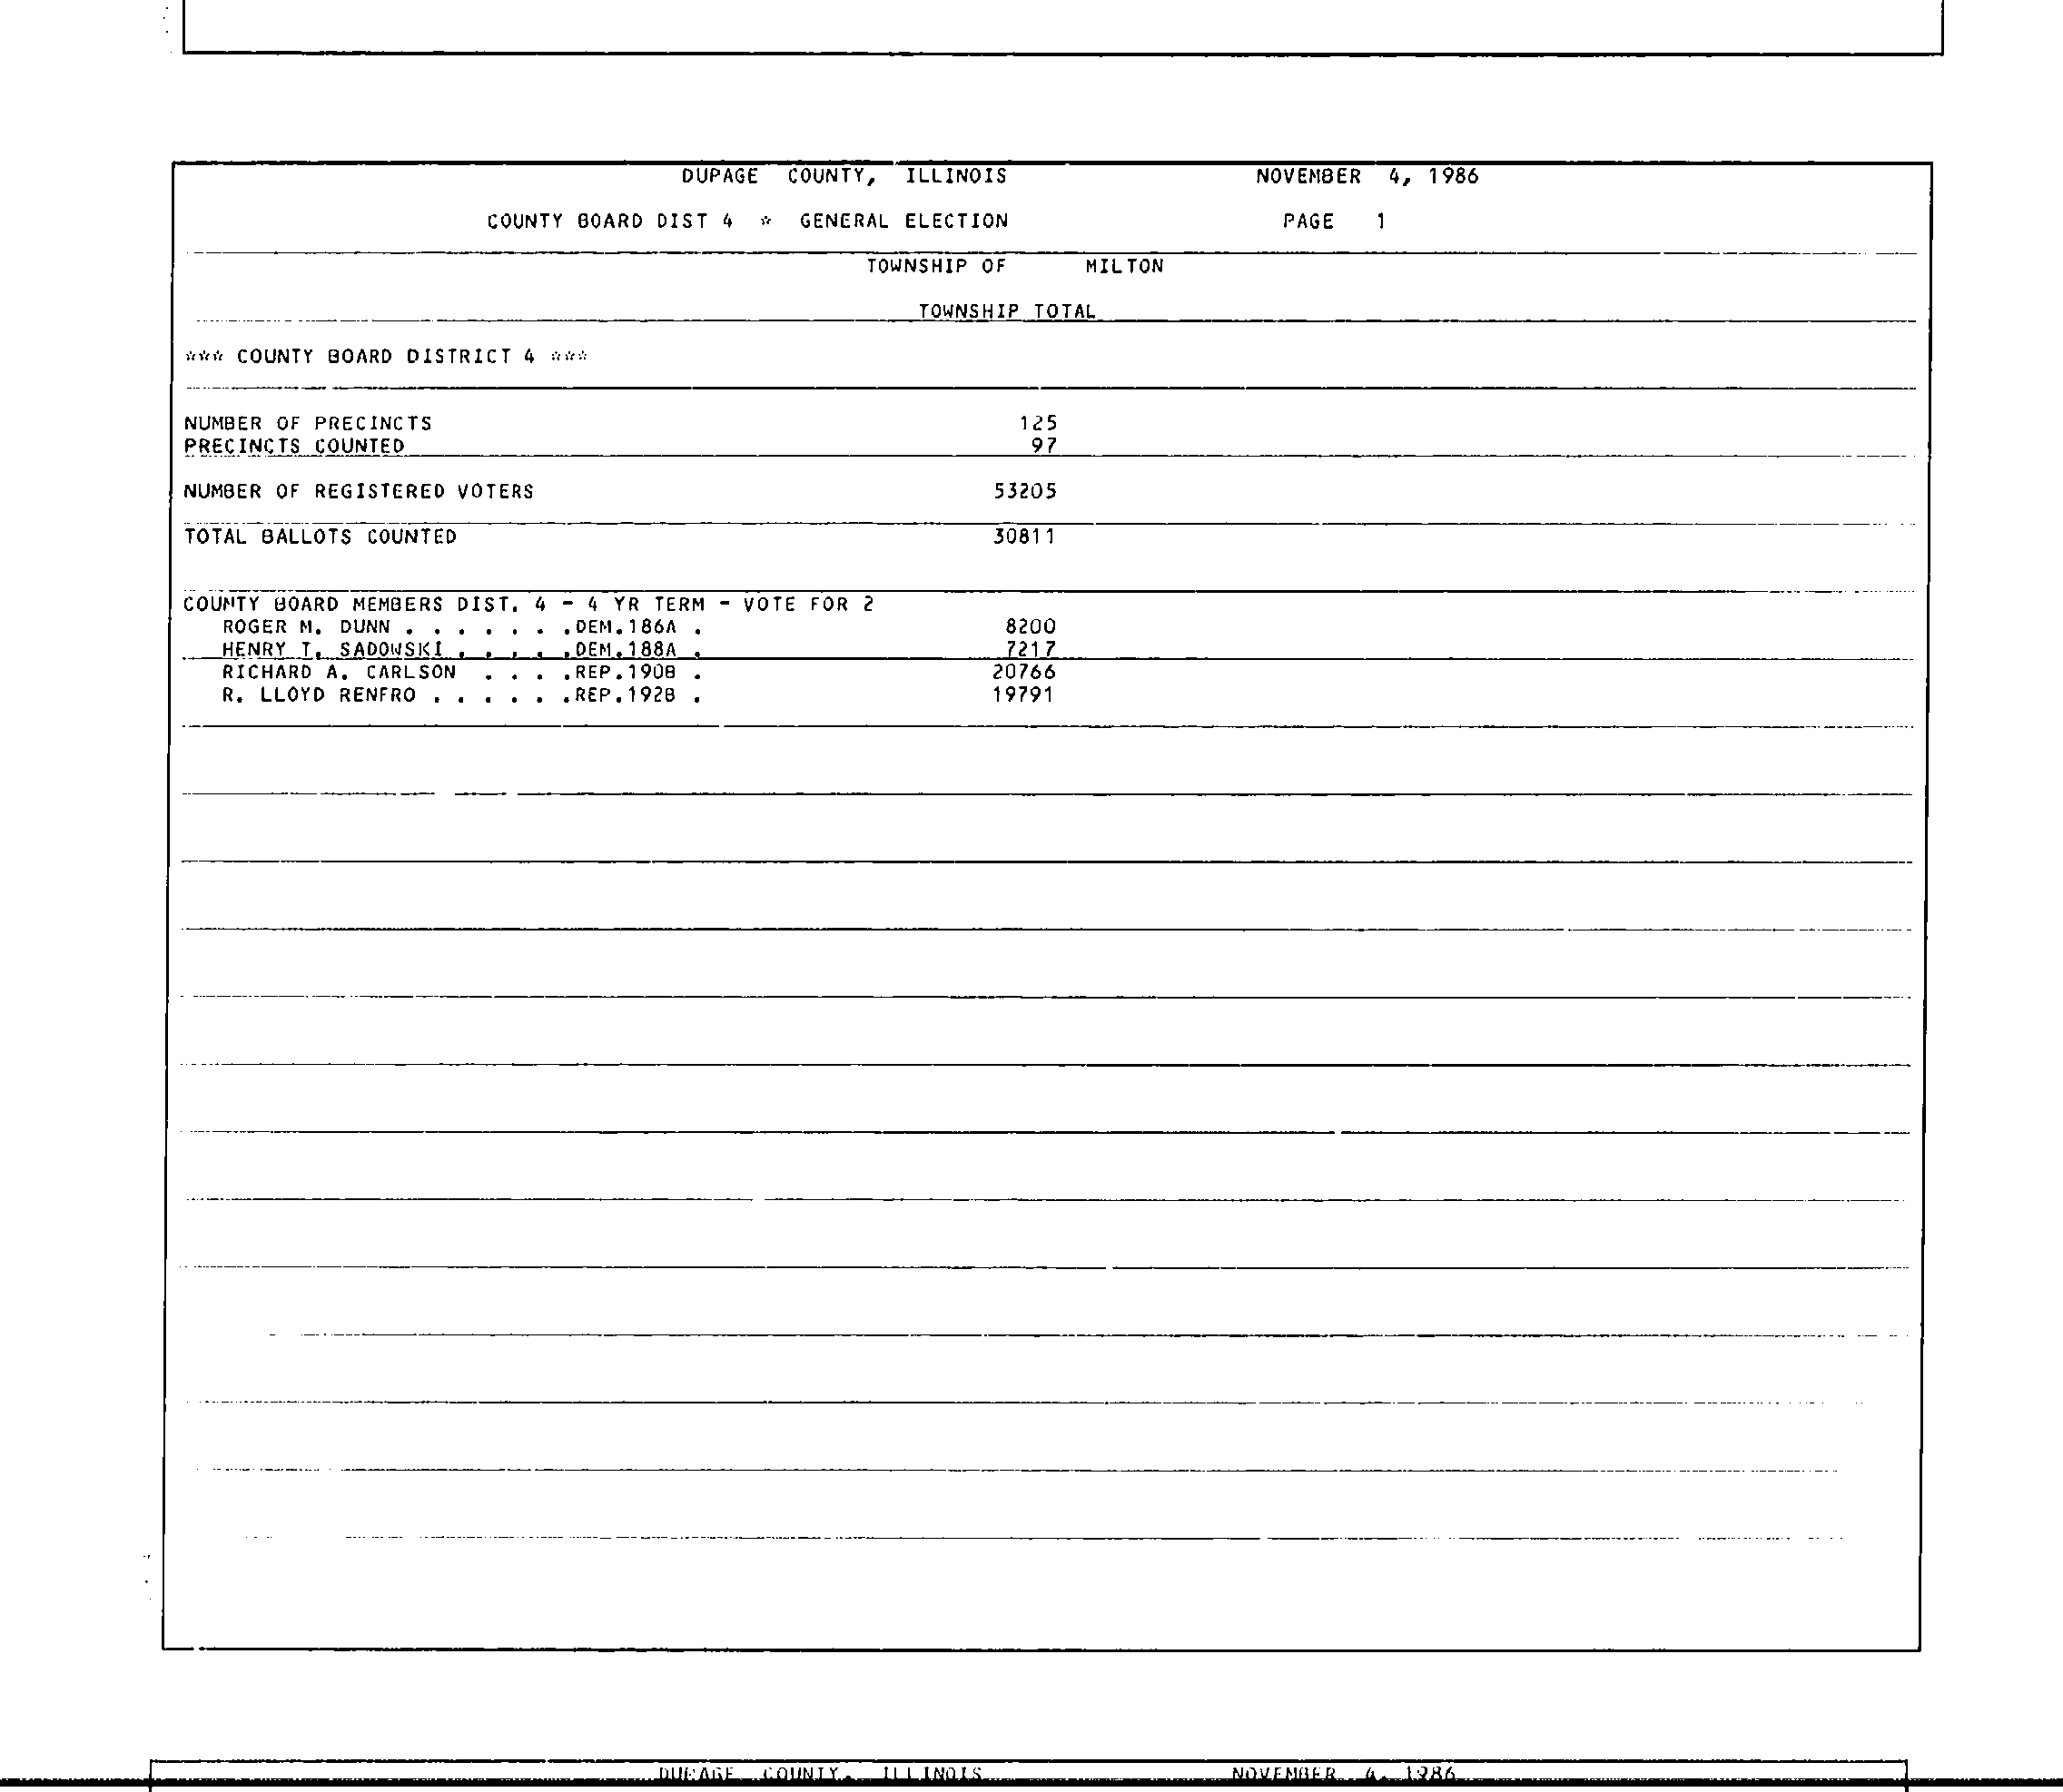 DUPAGE COUNTY, ILLINOIS NOVEMBER 4, 1986
COUNTY BOARD DIST 4 * GENERAL ELECTION PAGE 1
TOWNSHIP OF MILTON
TOWNSHIP TOTAL
*** COUNTY BOARD DISTRICT 4 ***
NUMBER OF PRECINCTS 125
PRECINCTS COUNTED 97
NUMBER OF REGISTERED VOTERS 53205
TOTAL BALLOTS COUNTED 30811
COUNTY BOARD MEMBERS DIST. 4 - 4 YR TERM - VOTE FOR 2
ROGER M. DUNN . . . . . . .DEM.186A . 8200
HENRY T. SADOWSKI . . . . .DEM.188A . 7217
RICHARD A. CARLSON . . . .REP.190B . 20766
R. LLOYD RENFRO . . . . . .REP.192B . 19791
DUPAGE COUNTY, ILLINOIS NOVEMBER 4, 1986